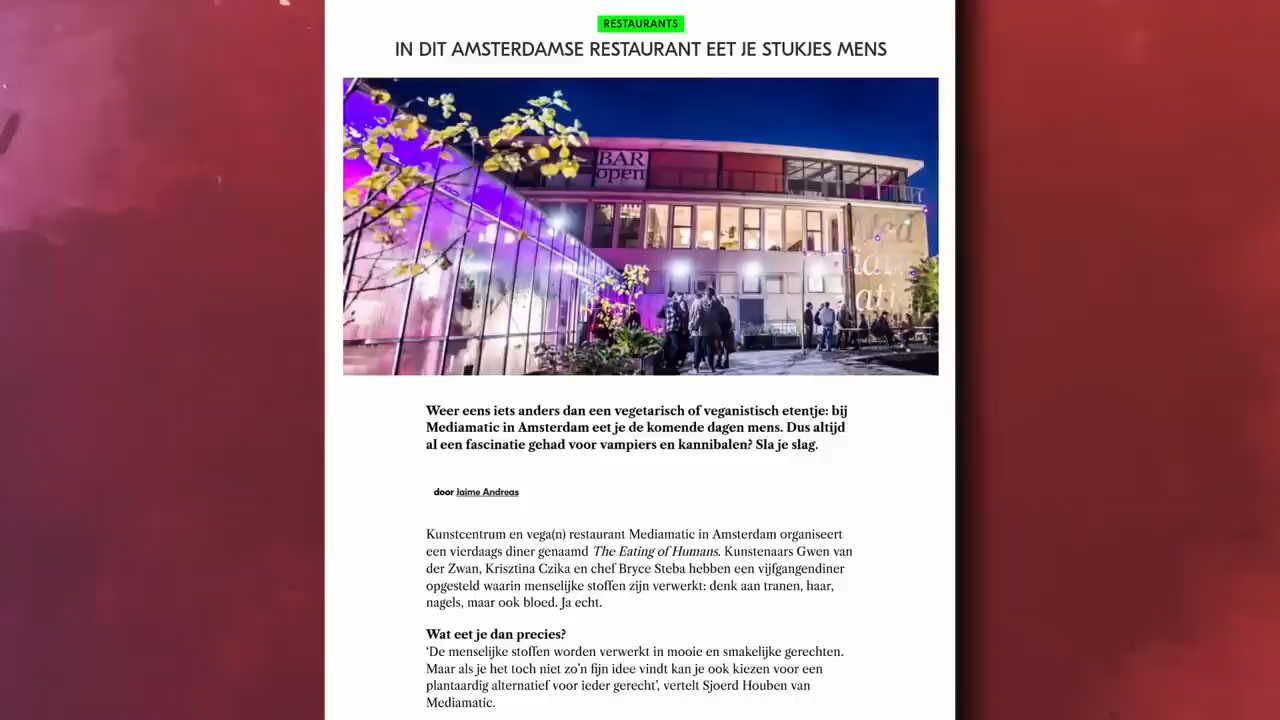 RESTAURANTS
IN DIT AMSTERDAMSE RESTAURANT EET JE STUKJES MENS
BAR
open
Med
iam
ati
Weer eens iets anders dan een vegetarisch of veganistisch etentje: bij
Mediamatic in Amsterdam eet je de komende dagen mens. Dus altijd
al een fascinatie gehad voor vampiers en kannibalen? Sla je slag.
door Jaime Andreas
Kunstcentrum en vega(n) restaurant Mediamatic in Amsterdam organiseert
een vierdaags diner genaamd The Eating of Humans. Kunstenaars Gwen van
der Zwan, Krisztina Czika en chef Bryce Steba hebben een vijfgangendiner
opgesteld waarin menselijke stoffen zijn verwerkt: denk aan tranen, haar,
nagels, maar ook bloed. Ja echt.
Wat eet je dan precies?
‘De menselijke stoffen worden verwerkt in mooie en smakelijke gerechten.
Maar als je het toch niet zo’n fijn idee vindt kan je ook kiezen voor een
plantaardig alternatief voor ieder gerecht’, vertelt Sjoerd Houben van
Mediamatic.